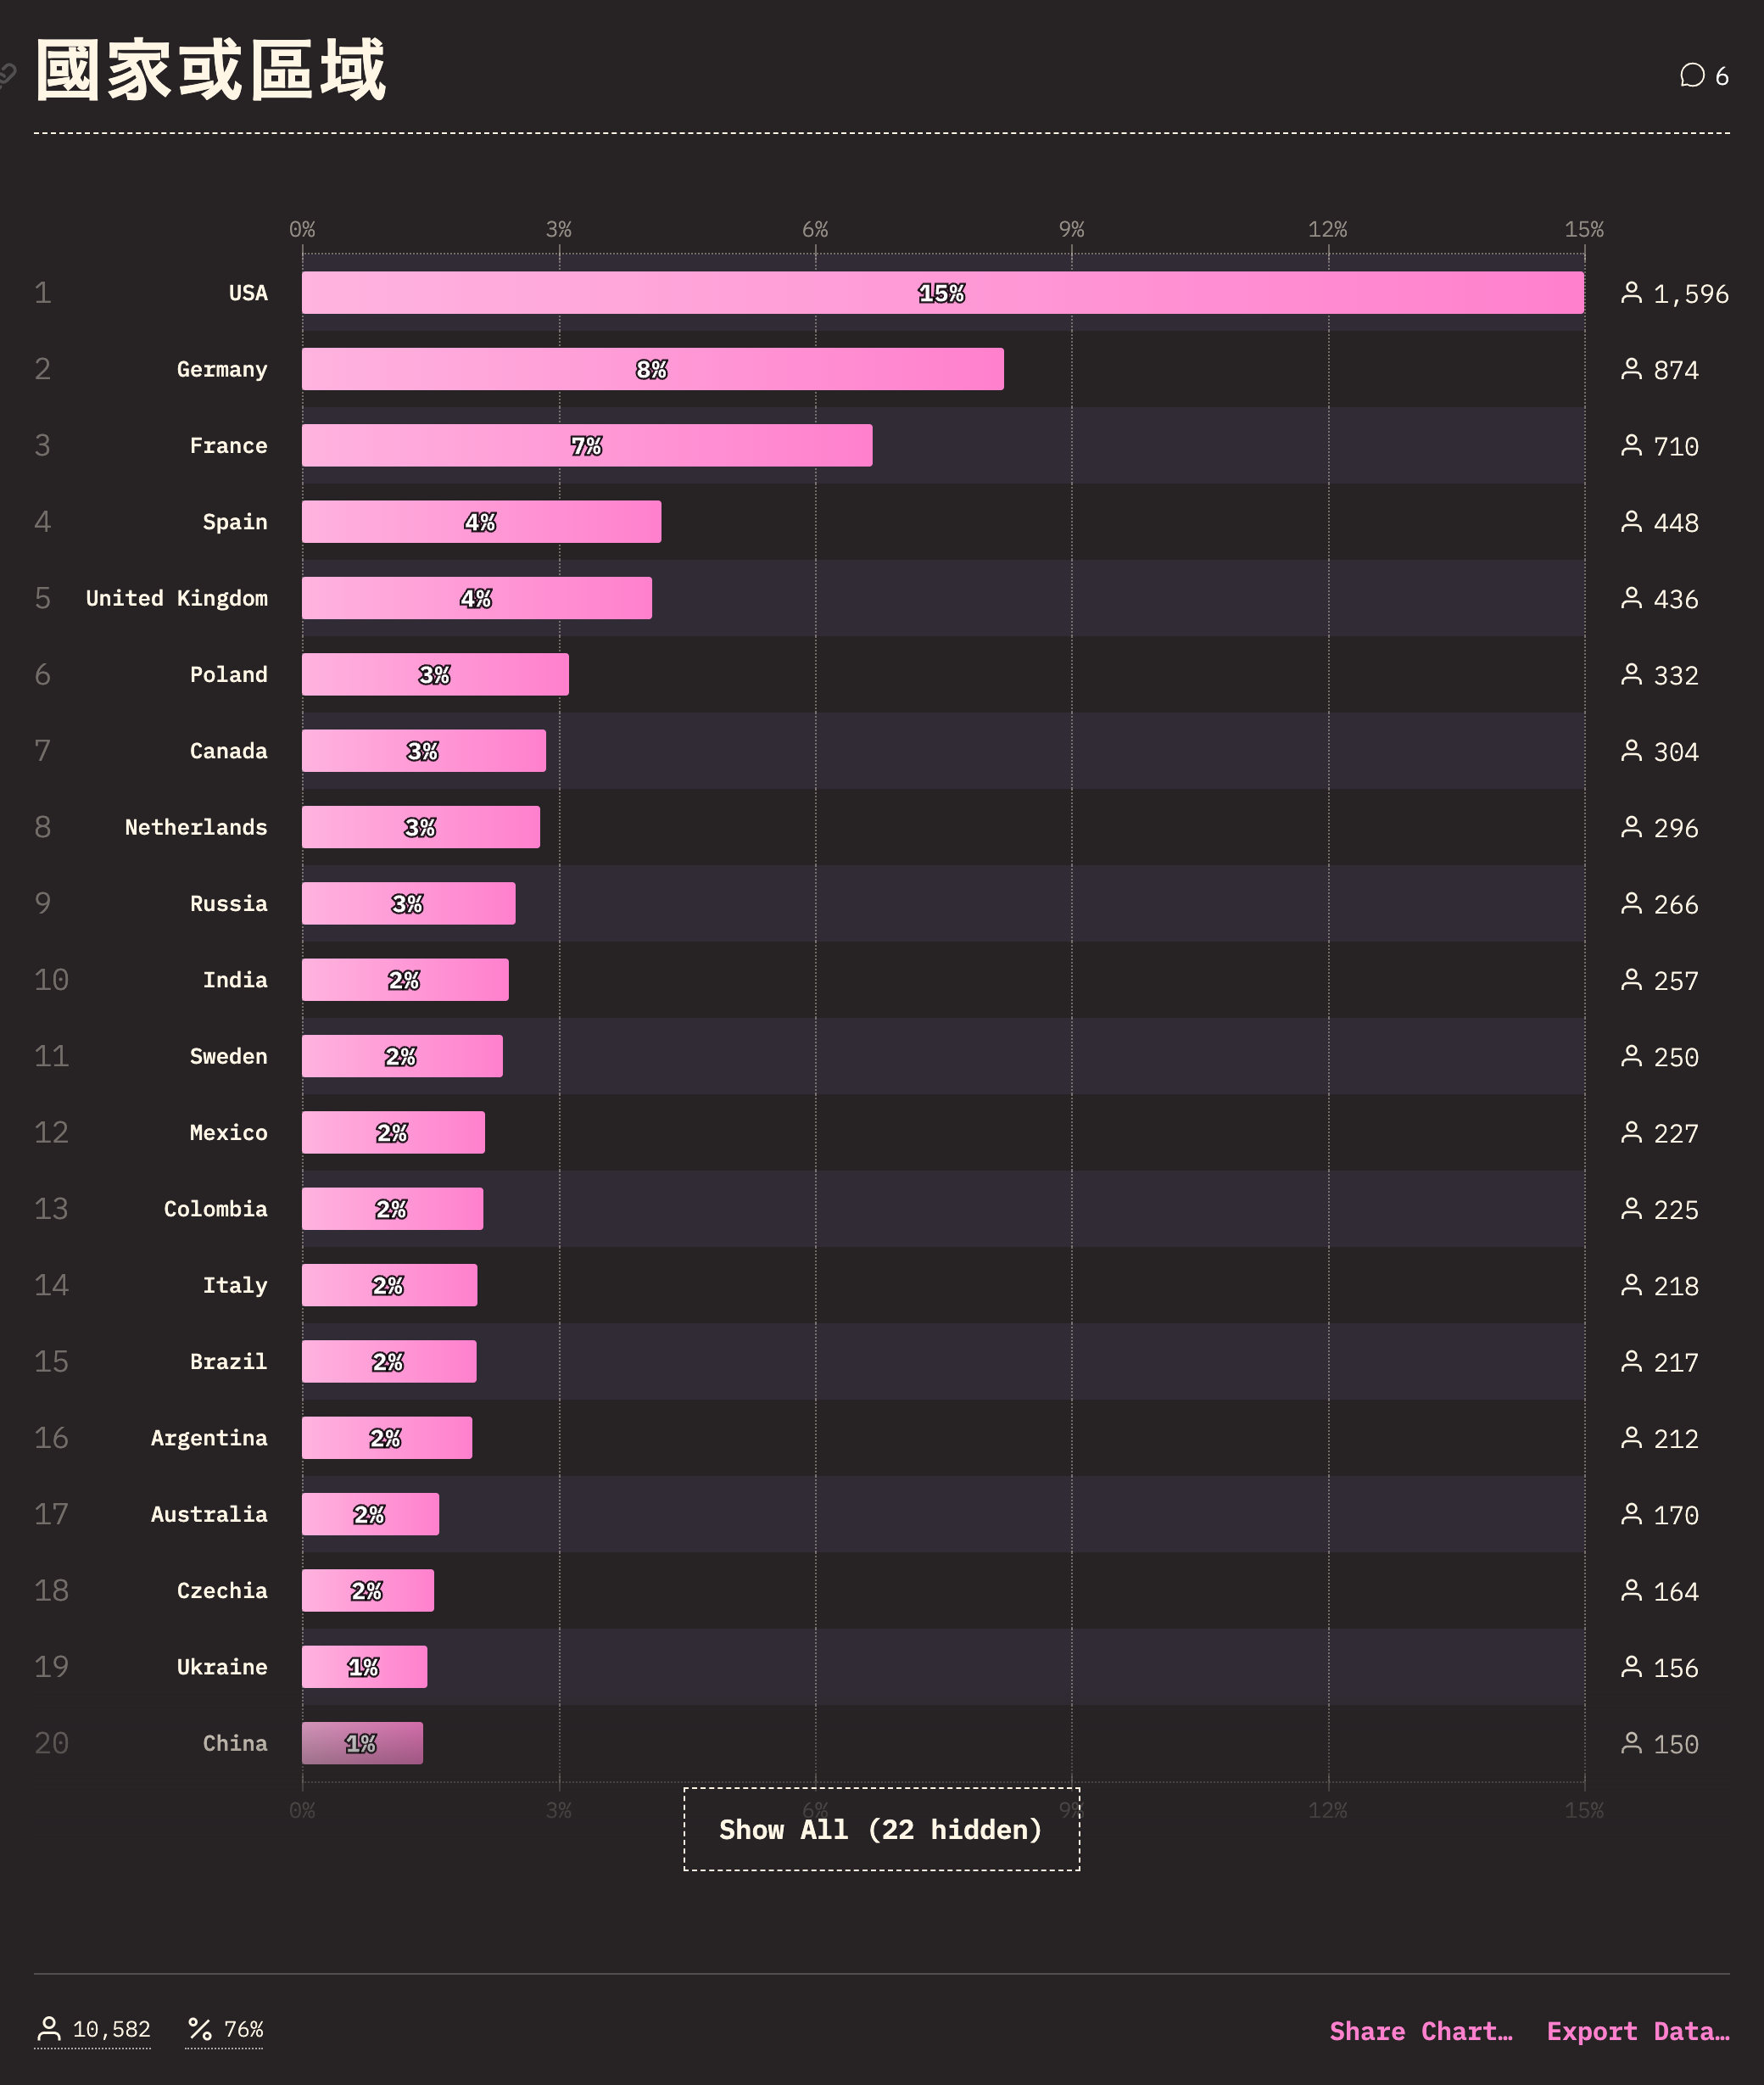 國家或區域
6
0% 3% 6% 9% 12% 15%
1 USA 15% 1,596
2 Germany 8% 874
3 France 7% 710
4 Spain 4% 448
5 United Kingdom 4% 436
6 Poland 3% 332
7 Canada 3% 304
8 Netherlands 3% 296
9 Russia 3% 266
10 India 2% 257
11 Sweden 2% 250
12 Mexico 2% 227
13 Colombia 2% 225
14 Italy 2% 218
15 Brazil 2% 217
16 Argentina 2% 212
17 Australia 2% 170
18 Czechia 2% 164
19 Ukraine 1% 156
20 China 1% 150
0% 3% 6% 9% 12% 15%
Show All (22 hidden)
10,582 % 76% Share Chart… Export Data…